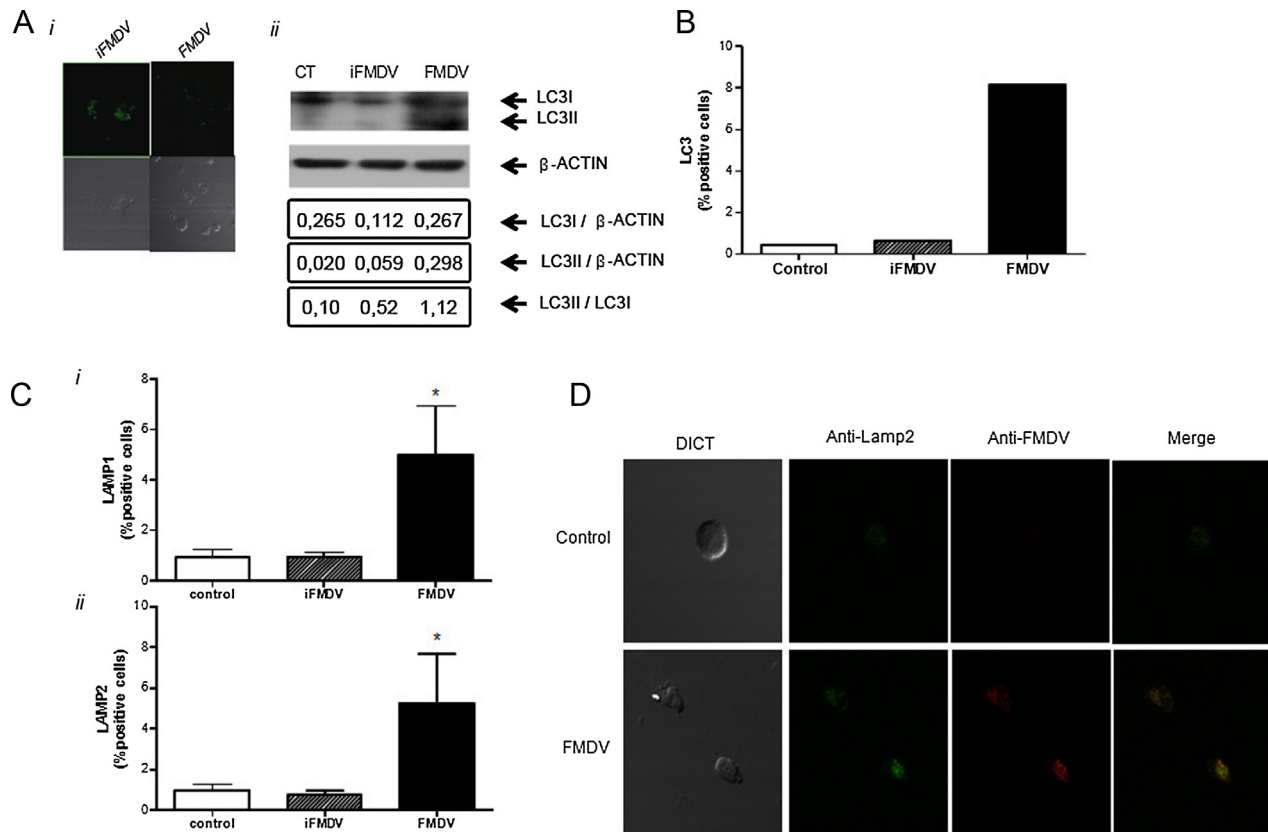 A
i
iFMDV
FMDV
ii
CT iFMDV FMDV
LC3I
LC3II
β-ACTIN
0,265 0,112 0,267
LC3I / β-ACTIN
0,020 0,059 0,298
LC3II / β-ACTIN
0,10 0,52 1,12
LC3II / LC3I
B
LC3
(% positive cells)
10
8
6
4
2
0
Control iFMDV FMDV
C
i
LAMP1
(% positive cells)
8
6
4
2
0
*
control iFMDV FMDV
ii
LAMP2
(% positive cells)
10
8
6
4
2
0
*
control iFMDV FMDV
D
DICT Anti-Lamp2 Anti-FMDV Merge
Control
FMDV